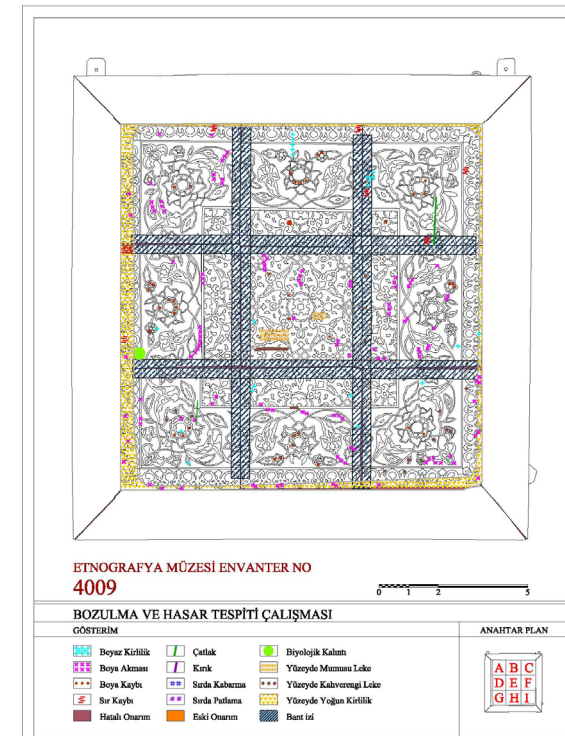 ETNOGRAFYA MÜZESİ ENVANTER NO
4009
0 1 2 5
BOZULMA VE HASAR TESPİTİ ÇALIŞMASI
GÖSTERİM
ANAHTAR PLAN
Beyaz Kirlilik
Çatlak
Biyolojik Kalıntı
Boya Akması
Kırık
Yüzeyde Mumusu Leke
Boya Kaybı
Sırda Kabarma
Yüzeyde Kahverengi Leke
Sır Kaybı
Sırda Patlama
Yüzeyde Yoğun Kirlilik
Hatalı Onarım
Eski Onarım
Bant izi
A B C
D E F
G H I